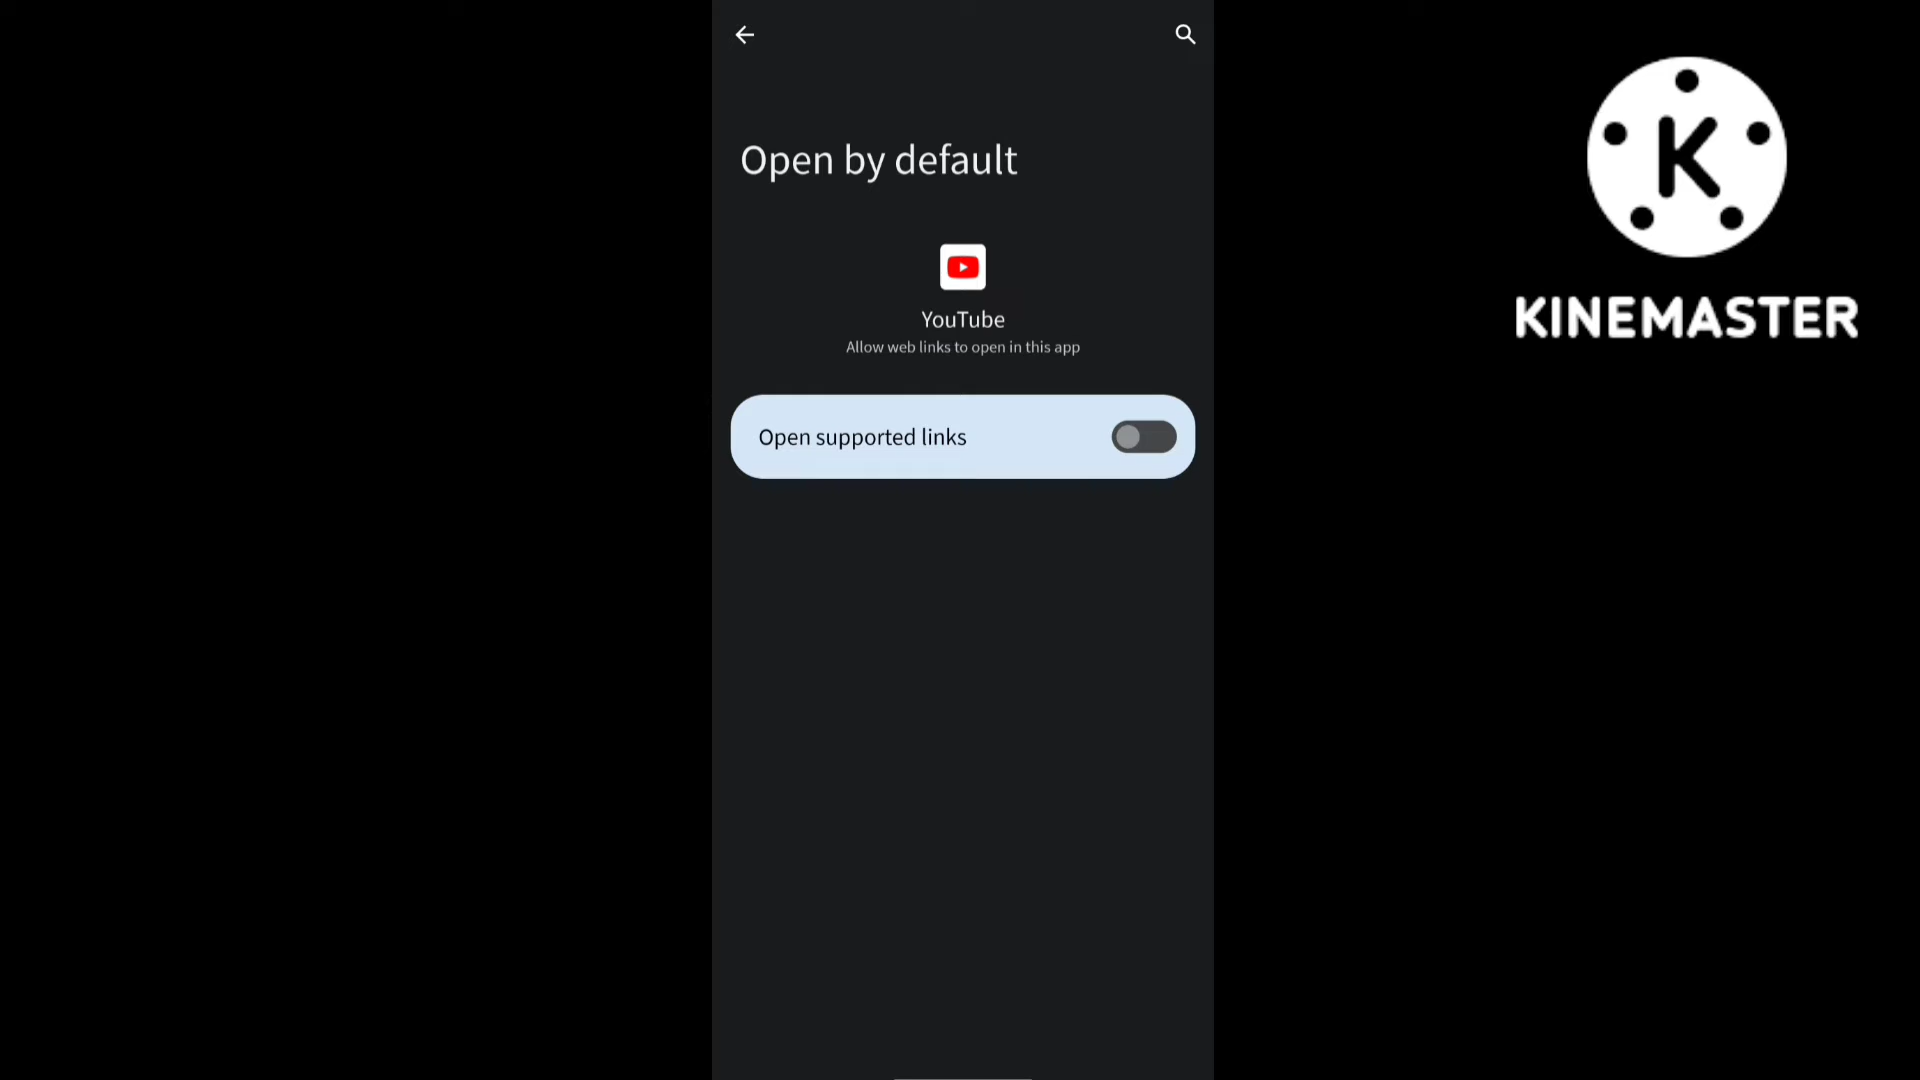 Open by default
YouTube
Allow web links to open in this app
Open supported links
K
KINEMASTER